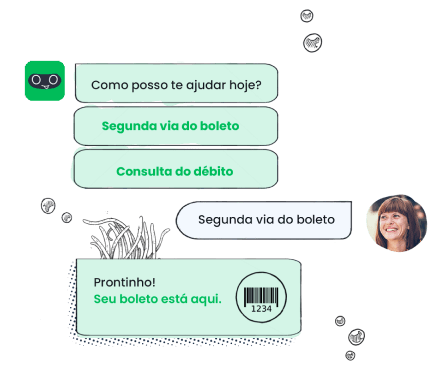 Como posso te ajudar hoje?
Segunda via do boleto
Consulta do débito
Segunda via do boleto
Prontinho!
Seu boleto está aqui.
1234